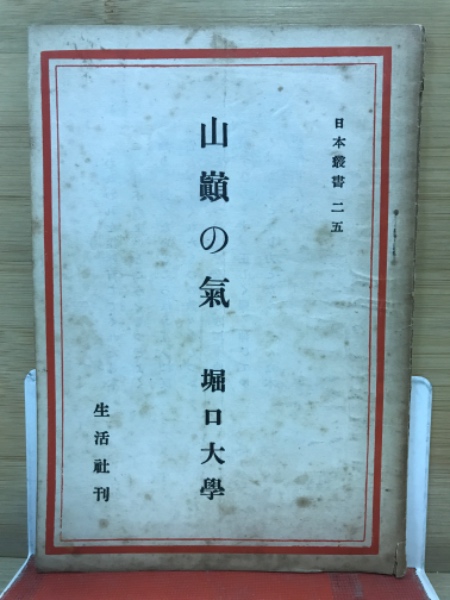 日本叢書 二五
山巓の氣 堀口大學
生活社刊